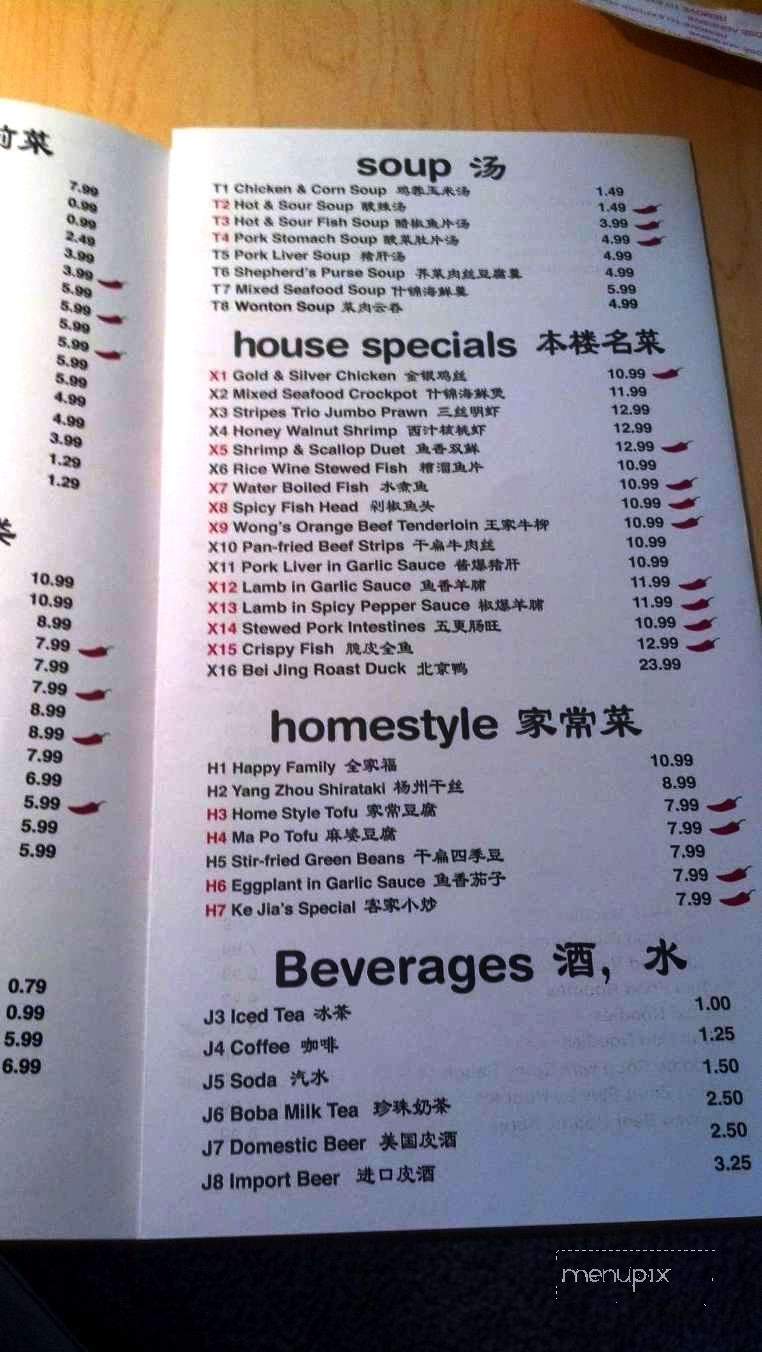 前菜
7.99
0.99
0.99
2.49
3.99
3.99
5.99
5.99
5.99
5.99
5.99
5.99
4.99
4.99
3.99
1.29
1.29
10.99
10.99
8.99
7.99
7.99
7.99
8.99
8.99
7.99
6.99
5.99
5.99
5.99
0.79
0.99
5.99
6.99
soup 汤
T1 Chicken & Corn Soup 鸡蓉玉米汤 1.49
T2 Hot & Sour Soup 酸辣汤 1.49
T3 Hot & Sour Fish Soup 醋椒鱼片汤 3.99
T4 Pork Stomach Soup 酸菜肚片汤 4.99
T5 Pork Liver Soup 猪肝汤 4.99
T6 Shepherd's Purse Soup 荠菜肉丝豆腐羹 4.99
T7 Mixed Seafood Soup 什锦海鲜羹 5.99
T8 Wonton Soup 菜肉云吞 4.99
house specials 本楼名菜
X1 Gold & Silver Chicken 金银鸡丝 10.99
X2 Mixed Seafood Crockpot 什锦海鲜煲 11.99
X3 Stripes Trio Jumbo Prawn 三丝明虾 12.99
X4 Honey Walnut Shrimp 西汁核桃虾 12.99
X5 Shrimp & Scallop Duet 鱼香双鲜 12.99
X6 Rice Wine Stewed Fish 糟溜鱼片 10.99
X7 Water Boiled Fish 水煮鱼 10.99
X8 Spicy Fish Head 剁椒鱼头 10.99
X9 Wong's Orange Beef Tenderloin 王家牛柳 10.99
X10 Pan-fried Beef Strips 干扁牛肉丝 10.99
X11 Pork Liver in Garlic Sauce 酱爆猪肝 10.99
X12 Lamb in Garlic Sauce 鱼香羊脯 11.99
X13 Lamb in Spicy Pepper Sauce 椒爆羊脯 11.99
X14 Stewed Pork Intestines 五更肠旺 10.99
X15 Crispy Fish 脆皮全鱼 12.99
X16 Bei Jing Roast Duck 北京鸭 23.99
homestyle 家常菜
H1 Happy Family 全家福 10.99
H2 Yang Zhou Shirataki 杨州干丝 8.99
H3 Home Style Tofu 家常豆腐 7.99
H4 Ma Po Tofu 麻婆豆腐 7.99
H5 Stir-fried Green Beans 干扁四季豆 7.99
H6 Eggplant in Garlic Sauce 鱼香茄子 7.99
H7 Ke Jia's Special 客家小炒 7.99
Beverages 酒，水
J3 Iced Tea 冰茶 1.00
J4 Coffee 咖啡 1.25
J5 Soda 汽水 1.50
J6 Boba Milk Tea 珍珠奶茶 2.50
J7 Domestic Beer 美国皮酒 2.50
J8 Import Beer 进口皮酒 3.25
menupix